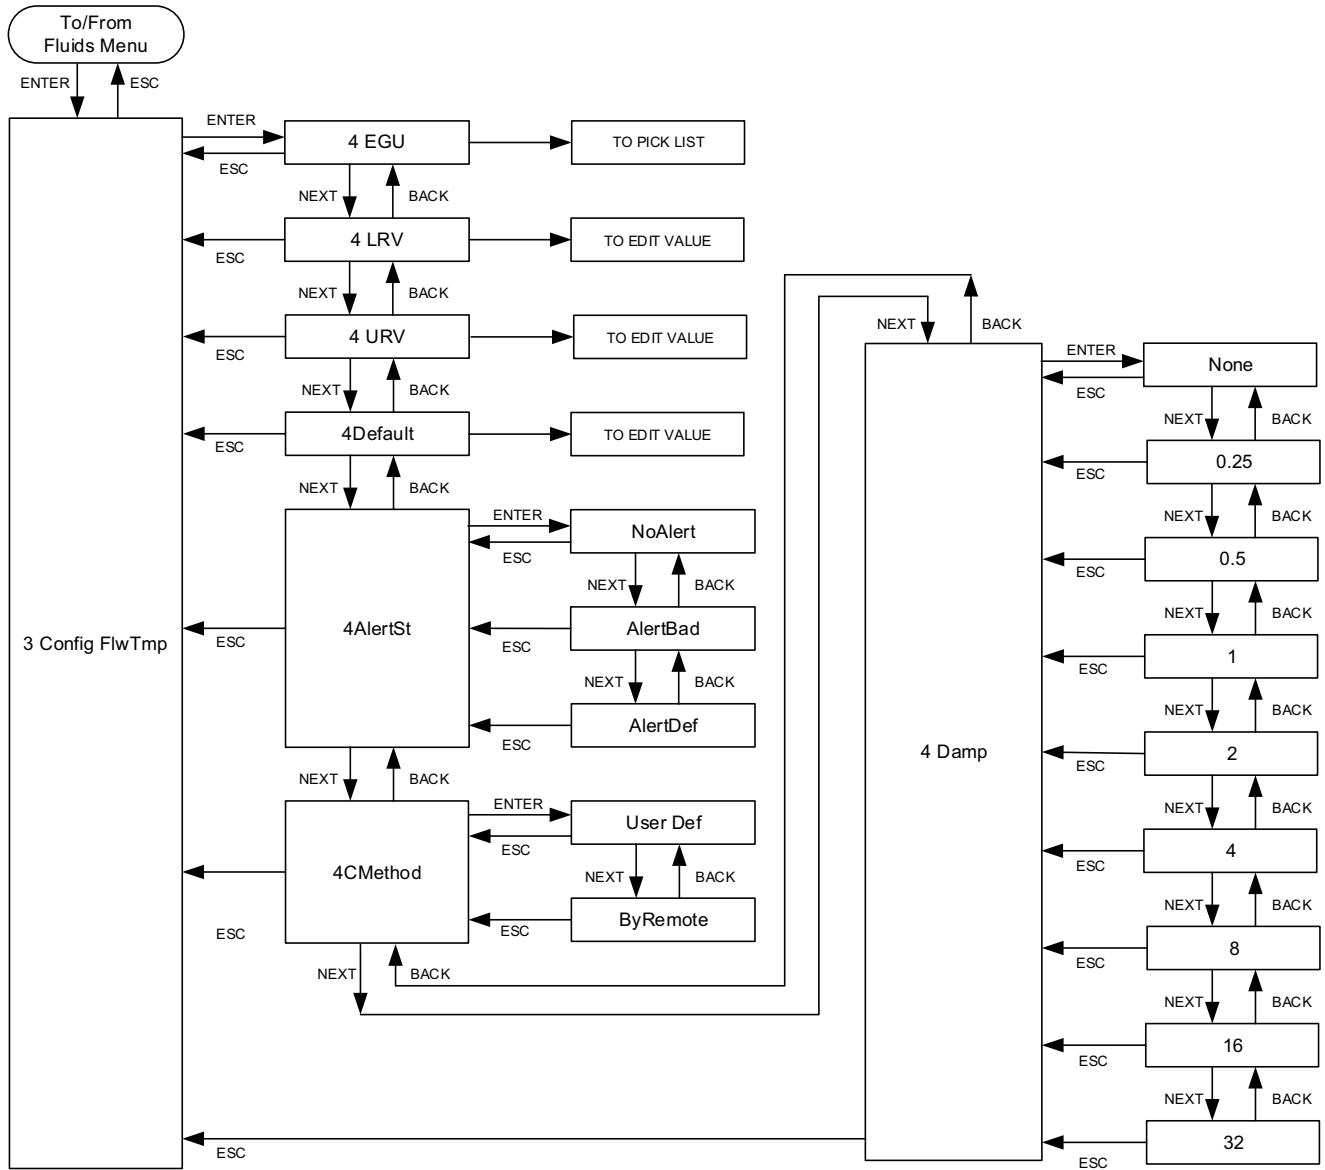 To/From
Fluids Menu
ENTER
ESC
3 Config FlwTmp
ENTER
ESC
4 EGU
TO PICK LIST
NEXT
BACK
ESC
4 LRV
TO EDIT VALUE
NEXT
BACK
ESC
4 URV
TO EDIT VALUE
NEXT
BACK
ESC
4Default
TO EDIT VALUE
NEXT
BACK
ESC
4AlertSt
ENTER
ESC
NoAlert
NEXT
BACK
ESC
AlertBad
NEXT
BACK
ESC
AlertDef
NEXT
BACK
ESC
4CMethod
ENTER
ESC
User Def
NEXT
BACK
ESC
ByRemote
NEXT
BACK
NEXT
BACK
ESC
4 Damp
ENTER
ESC
None
NEXT
BACK
ESC
0.25
NEXT
BACK
ESC
0.5
NEXT
BACK
ESC
1
NEXT
BACK
ESC
2
NEXT
BACK
ESC
4
NEXT
BACK
ESC
8
NEXT
BACK
ESC
16
NEXT
BACK
ESC
32